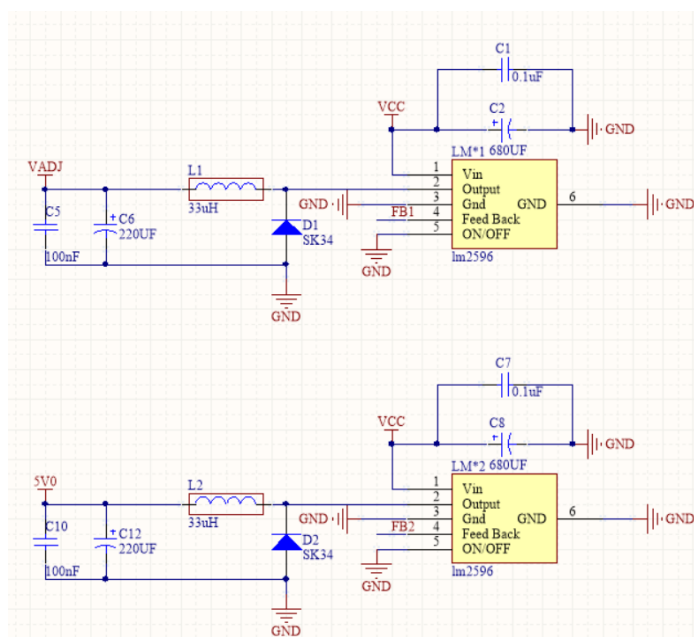 C1
0.1uF
VCC
C2
GND
LM*1 680UF
VADJ
L1
33uH
C5
100nF
C6
220UF
D1
SK34
GND
GND
FB1
GND
1 Vin
2 Output
3 Gnd
4 Feed Back
5 ON/OFF
GND 6
GND
lm2596
C7
0.1uF
VCC
C8
GND
LM*2 680UF
5V0
L2
33uH
C10
100nF
C12
220UF
D2
SK34
GND
GND
FB2
GND
1 Vin
2 Output
3 Gnd
4 Feed Back
5 ON/OFF
GND 6
GND
lm2596